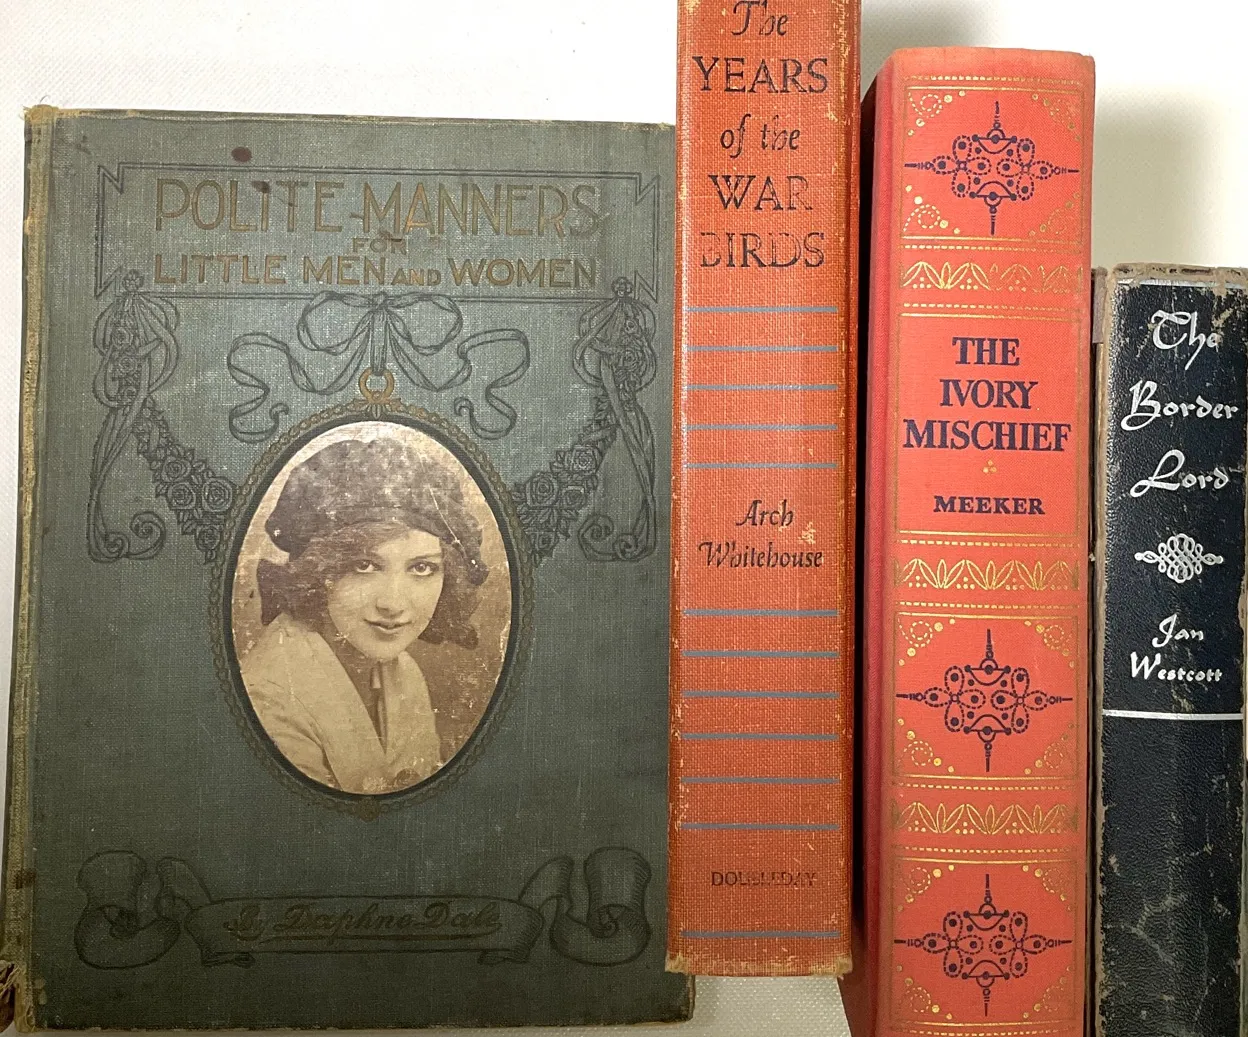 POLITE MANNERS
FOR
LITTLE MEN AND WOMEN
By Daphne Dale
The
YEARS
of the
WAR
BIRDS
Arch
Whitehouse
DOUBLEDAY
THE
IVORY
MISCHIEF
MEEKER
The
Border
Lord
Jan
Westcott